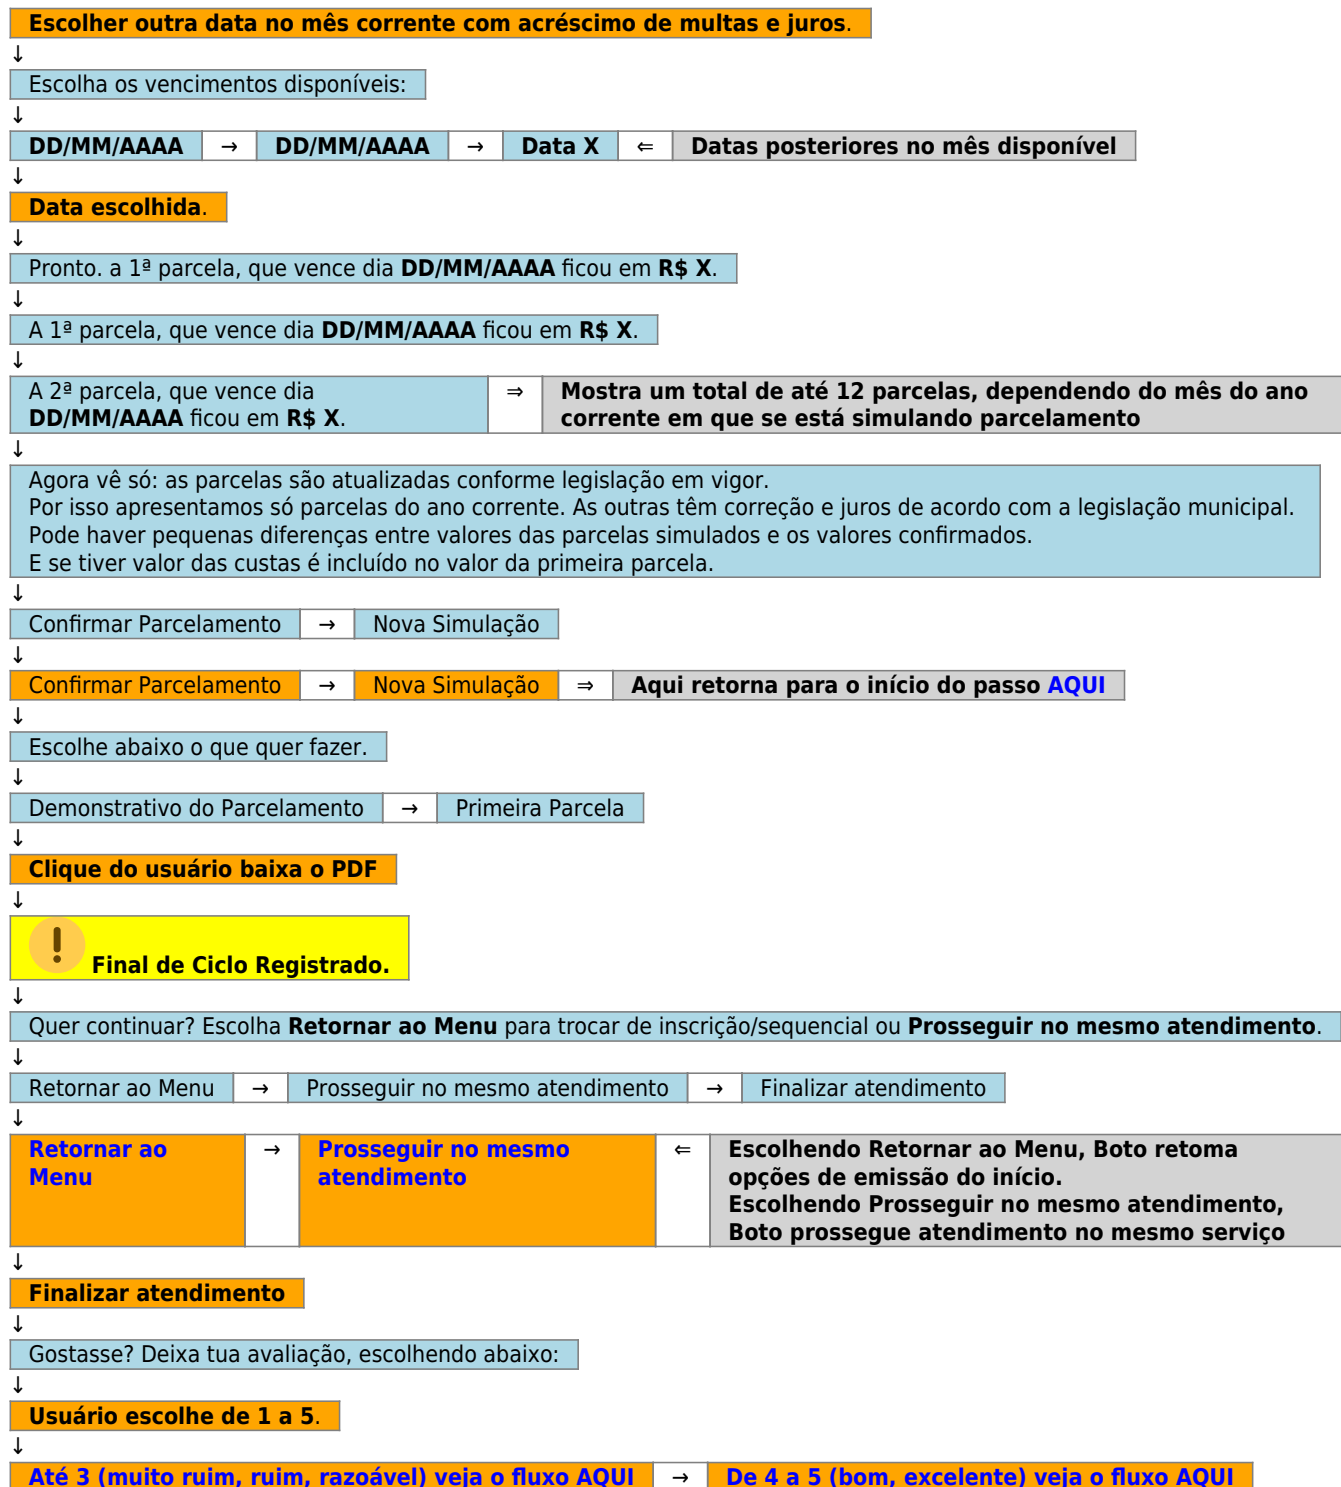 Escolher outra data no mês corrente com acréscimo de multas e juros.
↓
Escolha os vencimentos disponíveis:
↓
DD/MM/AAAA → DD/MM/AAAA → Data X ⇐ Datas posteriores no mês disponível
↓
Data escolhida.
↓
Pronto. a 1ª parcela, que vence dia DD/MM/AAAA ficou em R$ X.
↓
A 1ª parcela, que vence dia DD/MM/AAAA ficou em R$ X.
↓
A 2ª parcela, que vence dia
DD/MM/AAAA ficou em R$ X.
⇒
Mostra um total de até 12 parcelas, dependendo do mês do ano
corrente em que se está simulando parcelamento
↓
Agora vê só: as parcelas são atualizadas conforme legislação em vigor.
Por isso apresentamos só parcelas do ano corrente. As outras têm correção e juros de acordo com a legislação municipal.
Pode haver pequenas diferenças entre valores das parcelas simulados e os valores confirmados.
E se tiver valor das custas é incluído no valor da primeira parcela.
↓
Confirmar Parcelamento → Nova Simulação
↓
Confirmar Parcelamento → Nova Simulação ⇒ Aqui retorna para o início do passo AQUI
↓
Escolhe abaixo o que quer fazer.
↓
Demonstrativo do Parcelamento → Primeira Parcela
↓
Clique do usuário baixa o PDF
↓
Final de Ciclo Registrado.
↓
Quer continuar? Escolha Retornar ao Menu para trocar de inscrição/sequencial ou Prosseguir no mesmo atendimento.
↓
Retornar ao Menu → Prosseguir no mesmo atendimento → Finalizar atendimento
↓
Retornar ao
Menu
→
Prosseguir no mesmo
atendimento
⇐
Escolhendo Retornar ao Menu, Boto retoma
opções de emissão do início.
Escolhendo Prosseguir no mesmo atendimento,
Boto prossegue atendimento no mesmo serviço
↓
Finalizar atendimento
↓
Gostasse? Deixa tua avaliação, escolhendo abaixo:
↓
Usuário escolhe de 1 a 5.
↓
Até 3 (muito ruim, ruim, razoável) veja o fluxo AQUI → De 4 a 5 (bom, excelente) veja o fluxo AQUI